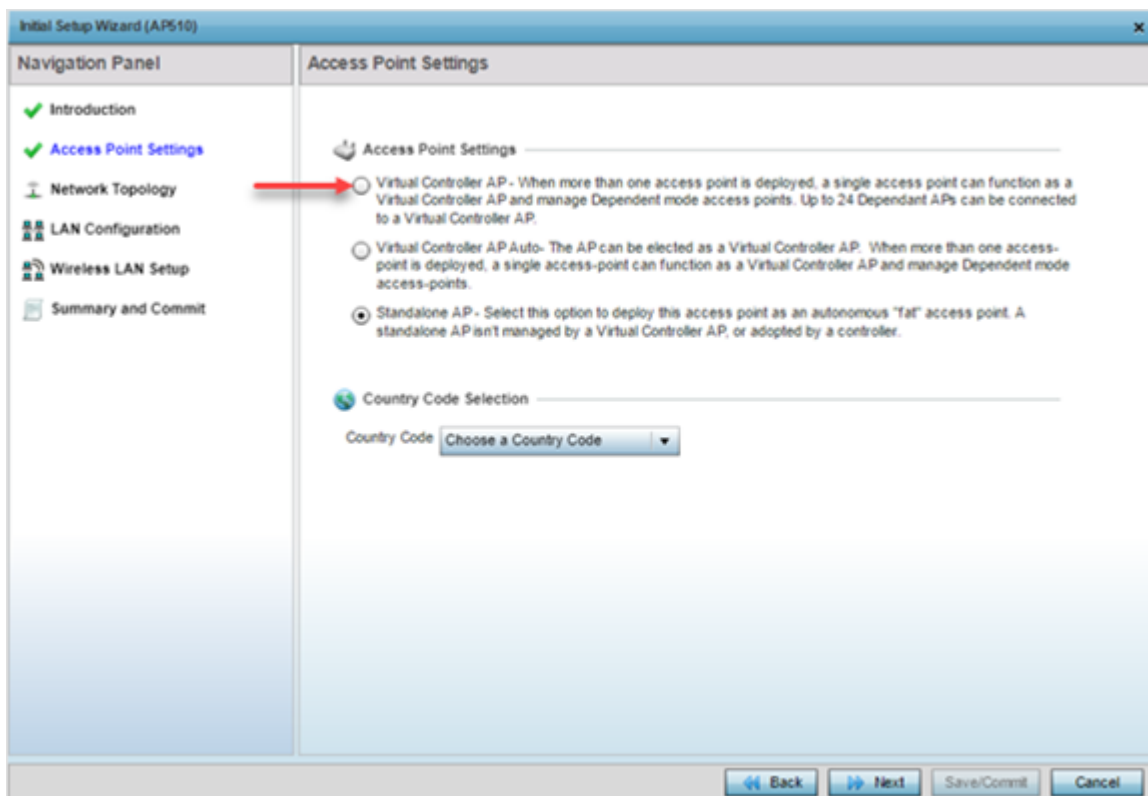 Initial Setup Wizard (AP510)
Navigation Panel
Introduction
Access Point Settings
Network Topology
LAN Configuration
Wireless LAN Setup
Summary and Commit
Access Point Settings
Access Point Settings
Virtual Controller AP - When more than one access point is deployed, a single access point can function as a
Virtual Controller AP and manage Dependent mode access points. Up to 24 Dependant APs can be connected
to a Virtual Controller AP.
Virtual Controller AP Auto- The AP can be elected as a Virtual Controller AP. When more than one access-
point is deployed, a single access-point can function as a Virtual Controller AP and manage Dependent mode
access-points.
Standalone AP - Select this option to deploy this access point as an autonomous "fat" access point. A
standalone AP isn't managed by a Virtual Controller AP, or adopted by a controller.
Country Code Selection
Country Code Choose a Country Code
Back Next Save/Commit Cancel